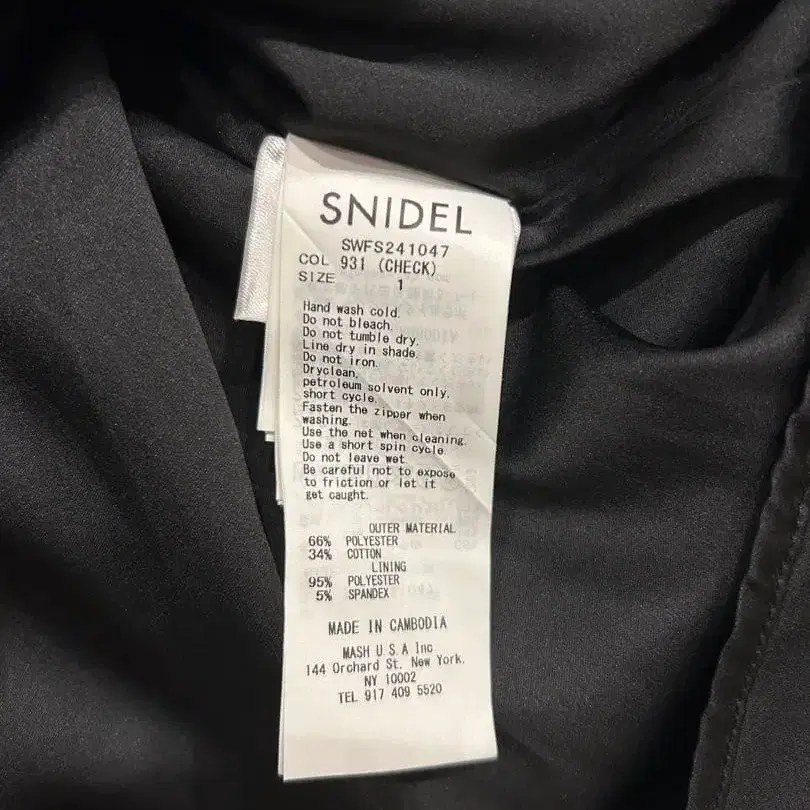 SNIDEL
SWFS241047
COL 931 (CHECK)
SIZE 1
Hand wash cold.
Do not bleach.
Do not tumble dry.
Line dry in shade.
Do not iron.
Dryclean,
petroleum solvent only,
short cycle.
Fasten the zipper when
washing.
Use the net when cleaning.
Use a short spin cycle.
Do not leave wet.
Be careful not to expose
to friction or let it
get caught.
OUTER MATERIAL
66% POLYESTER
34% COTTON
LINING
95% POLYESTER
5% SPANDEX
MADE IN CAMBODIA
MASH U.S.A Inc.
144 Orchard St. New York,
NY 10002
TEL 917 409 5520